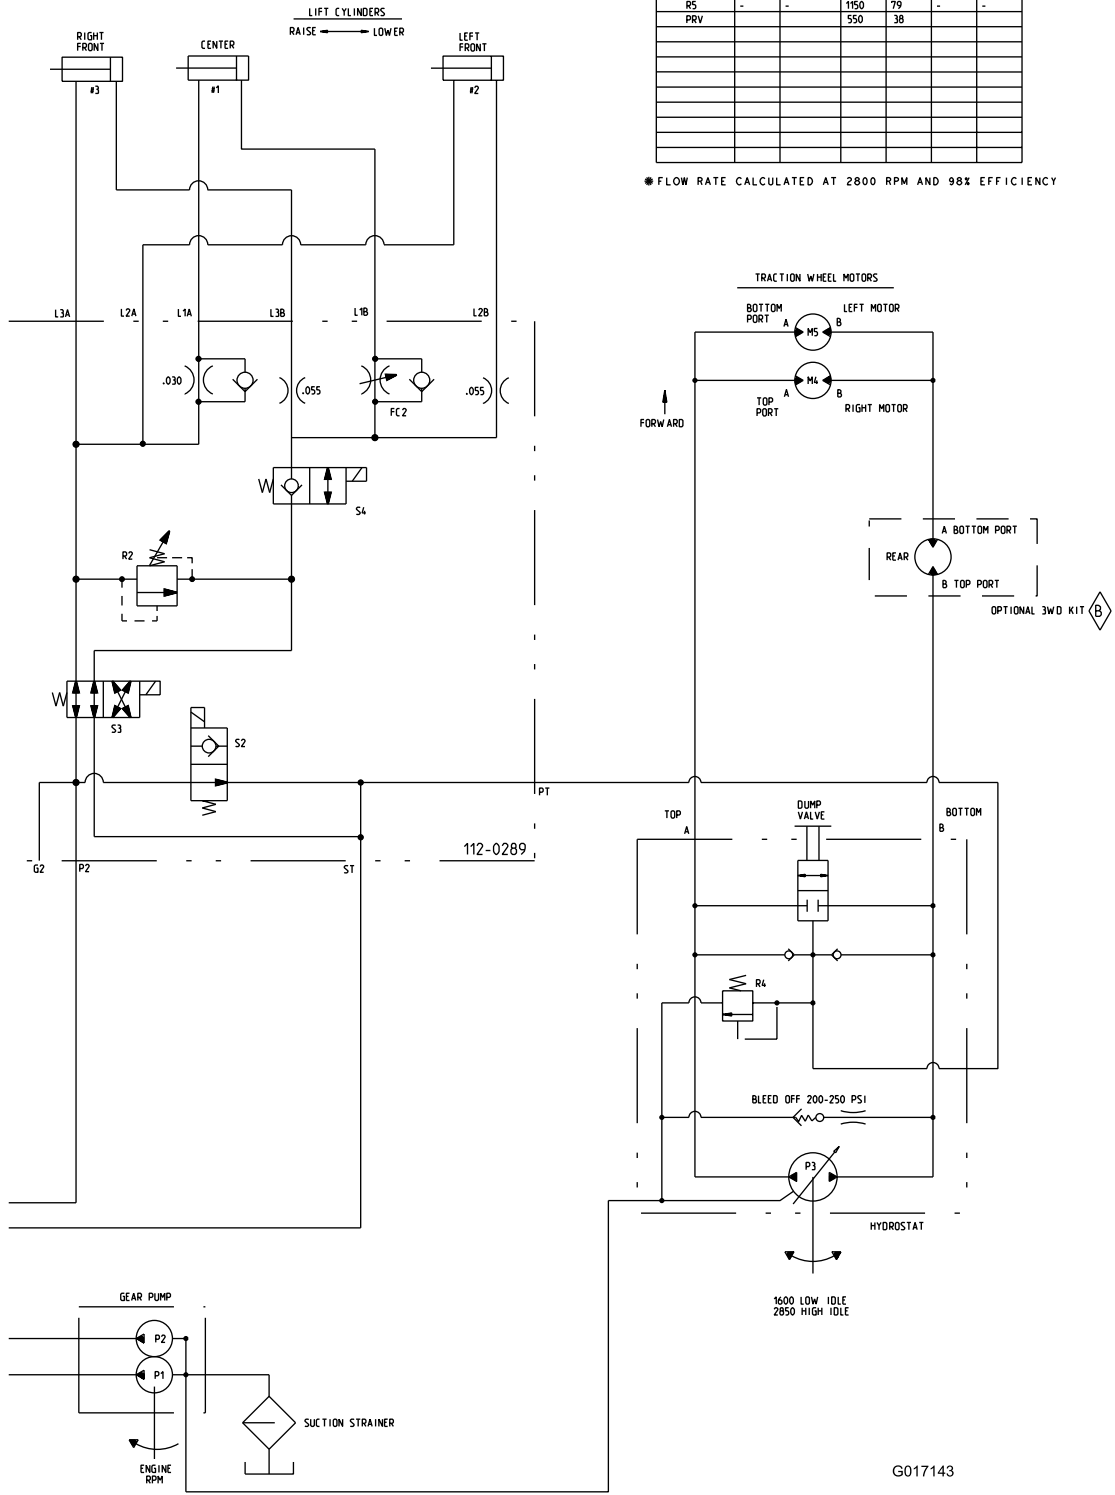 LIFT CYLINDERS
RAISE LOWER
RIGHT
FRONT
CENTER
LEFT
FRONT
#3
#1
#2
R5 - - 1150 79 - -
PRV 550 38
✽FLOW RATE CALCULATED AT 2800 RPM AND 98% EFFICIENCY
L3A
L2A
L1A
L3B
L1B
L2B
.030
.055
FC2
.055
S4
R2
S3
S2
PT
112-0289
G2
P2
ST
TRACTION WHEEL MOTORS
BOTTOM
PORT
A
M5
B
LEFT MOTOR
M4
TOP
PORT
A
B
RIGHT MOTOR
FORWARD
A BOTTOM PORT
REAR
B TOP PORT
OPTIONAL 3WD KIT
B
TOP
A
DUMP
VALVE
BOTTOM
B
R4
BLEED OFF 200-250 PSI
P3
HYDROSTAT
1600 LOW IDLE
2850 HIGH IDLE
GEAR PUMP
P2
P1
SUCTION STRAINER
ENGINE
RPM
G017143